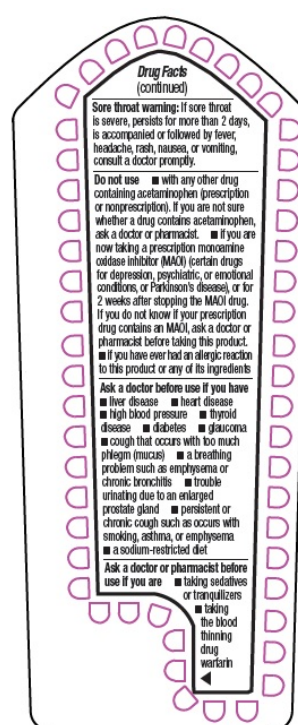 Drug Facts
(continued)
Sore throat warning: If sore throat
is severe, persists for more than 2 days,
is accompanied or followed by fever,
headache, rash, nausea, or vomiting,
consult a doctor promptly.
Do not use ■ with any other drug
containing acetaminophen (prescription
or nonprescription). If you are not sure
whether a drug contains acetaminophen,
ask a doctor or pharmacist. ■ if you are
now taking a prescription monoamine
oxidase inhibitor (MAOI) (certain drugs
for depression, psychiatric, or emotional
conditions, or Parkinson's disease), or for
2 weeks after stopping the MAOI drug.
If you do not know if your prescription
drug contains an MAOI, ask a doctor or
pharmacist before taking this product.
■ if you have ever had an allergic reaction
to this product or any of its ingredients
Ask a doctor before use if you have
■ liver disease ■ heart disease
■ high blood pressure ■ thyroid
disease ■ diabetes ■ glaucoma
■ cough that occurs with too much
phlegm (mucus) ■ a breathing
problem such as emphysema or
chronic bronchitis ■ trouble
urinating due to an enlarged
prostate gland ■ persistent or
chronic cough such as occurs with
smoking, asthma, or emphysema
■ a sodium-restricted diet
Ask a doctor or pharmacist before
use if you are ■ taking sedatives
or tranquilizers
■ taking
the blood
thinning
drug
warfarin